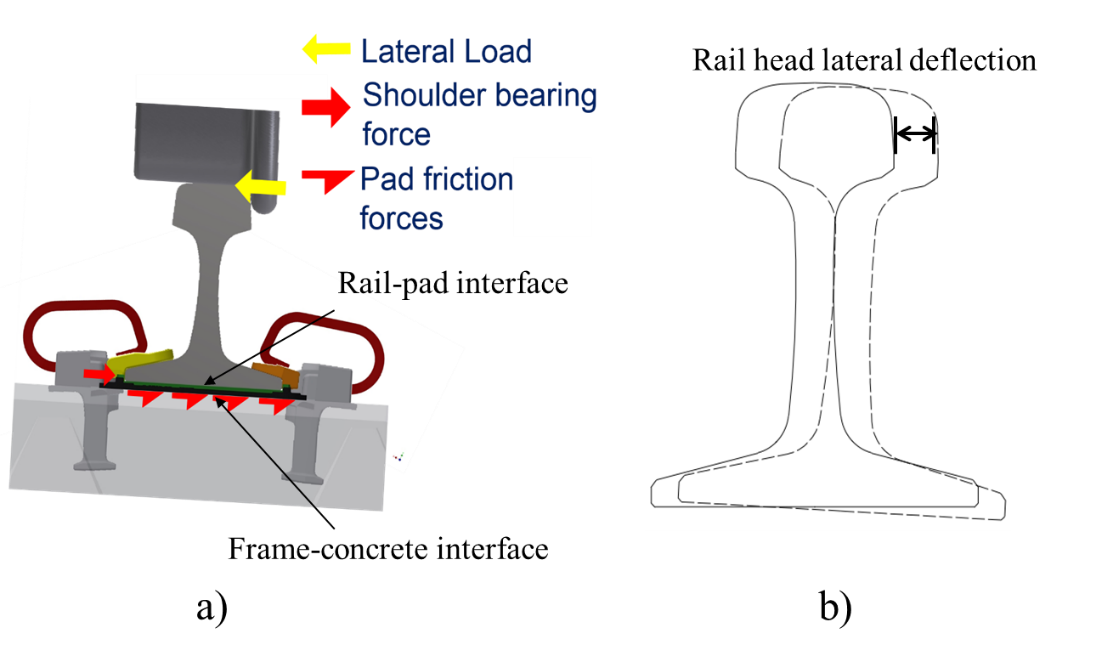 Lateral Load
Shoulder bearing
force
Pad friction
forces
Rail-pad interface
Frame-concrete interface
a)
Rail head lateral deflection
b)